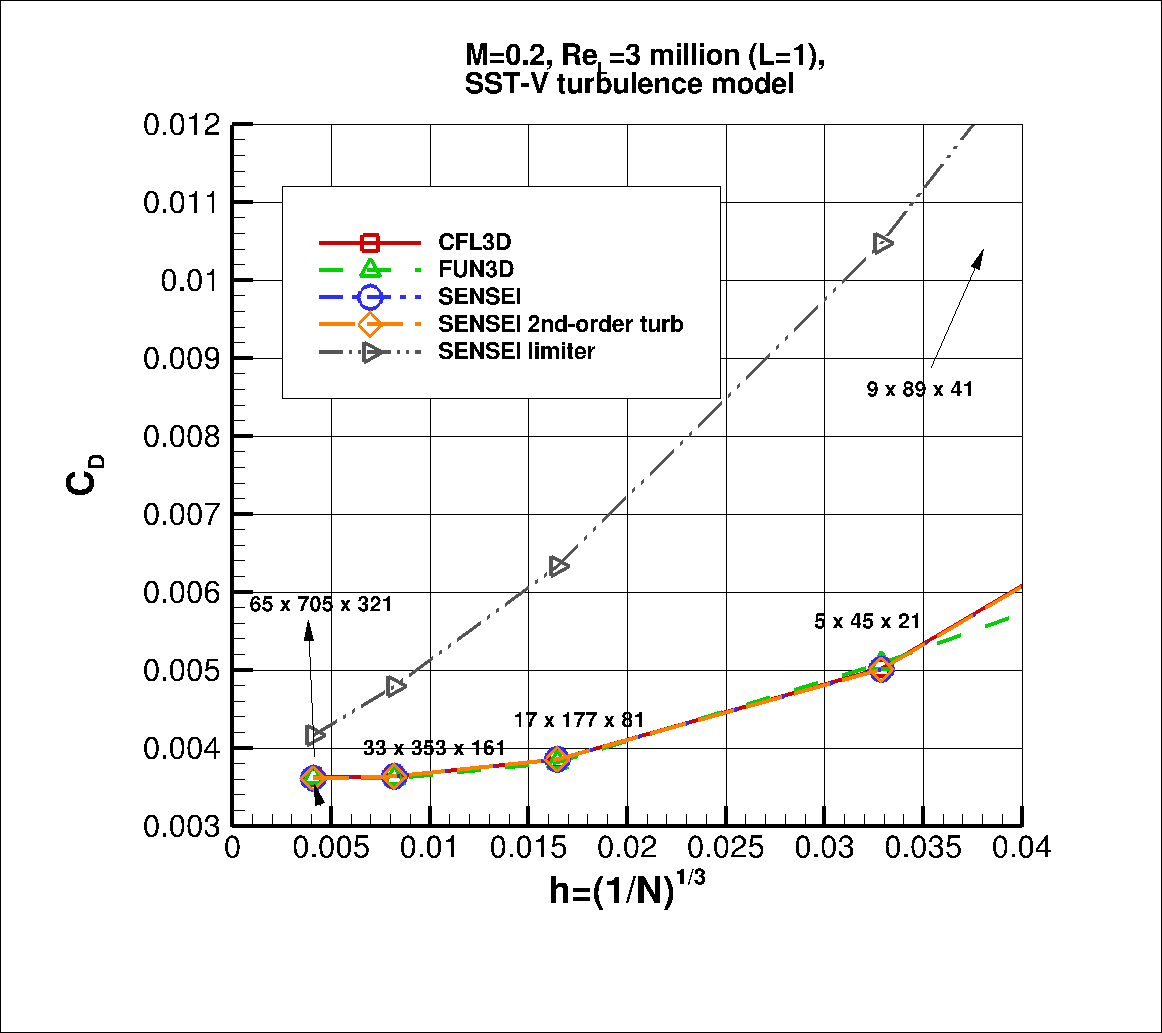 M=0.2, Re_L=3 million (L=1),
SST-V turbulence model
0.012
0.011
0.01
0.009
0.008
0.007
0.006
0.005
0.004
0.003
C_D
CFL3D
FUN3D
SENSEI
SENSEI 2nd-order turb
SENSEI limiter
9 x 89 x 41
65 x 705 x 321
5 x 45 x 21
17 x 177 x 81
33 x 353 x 161
0 0.005 0.01 0.015 0.02 0.025 0.03 0.035 0.04
h=(1/N)^1/3